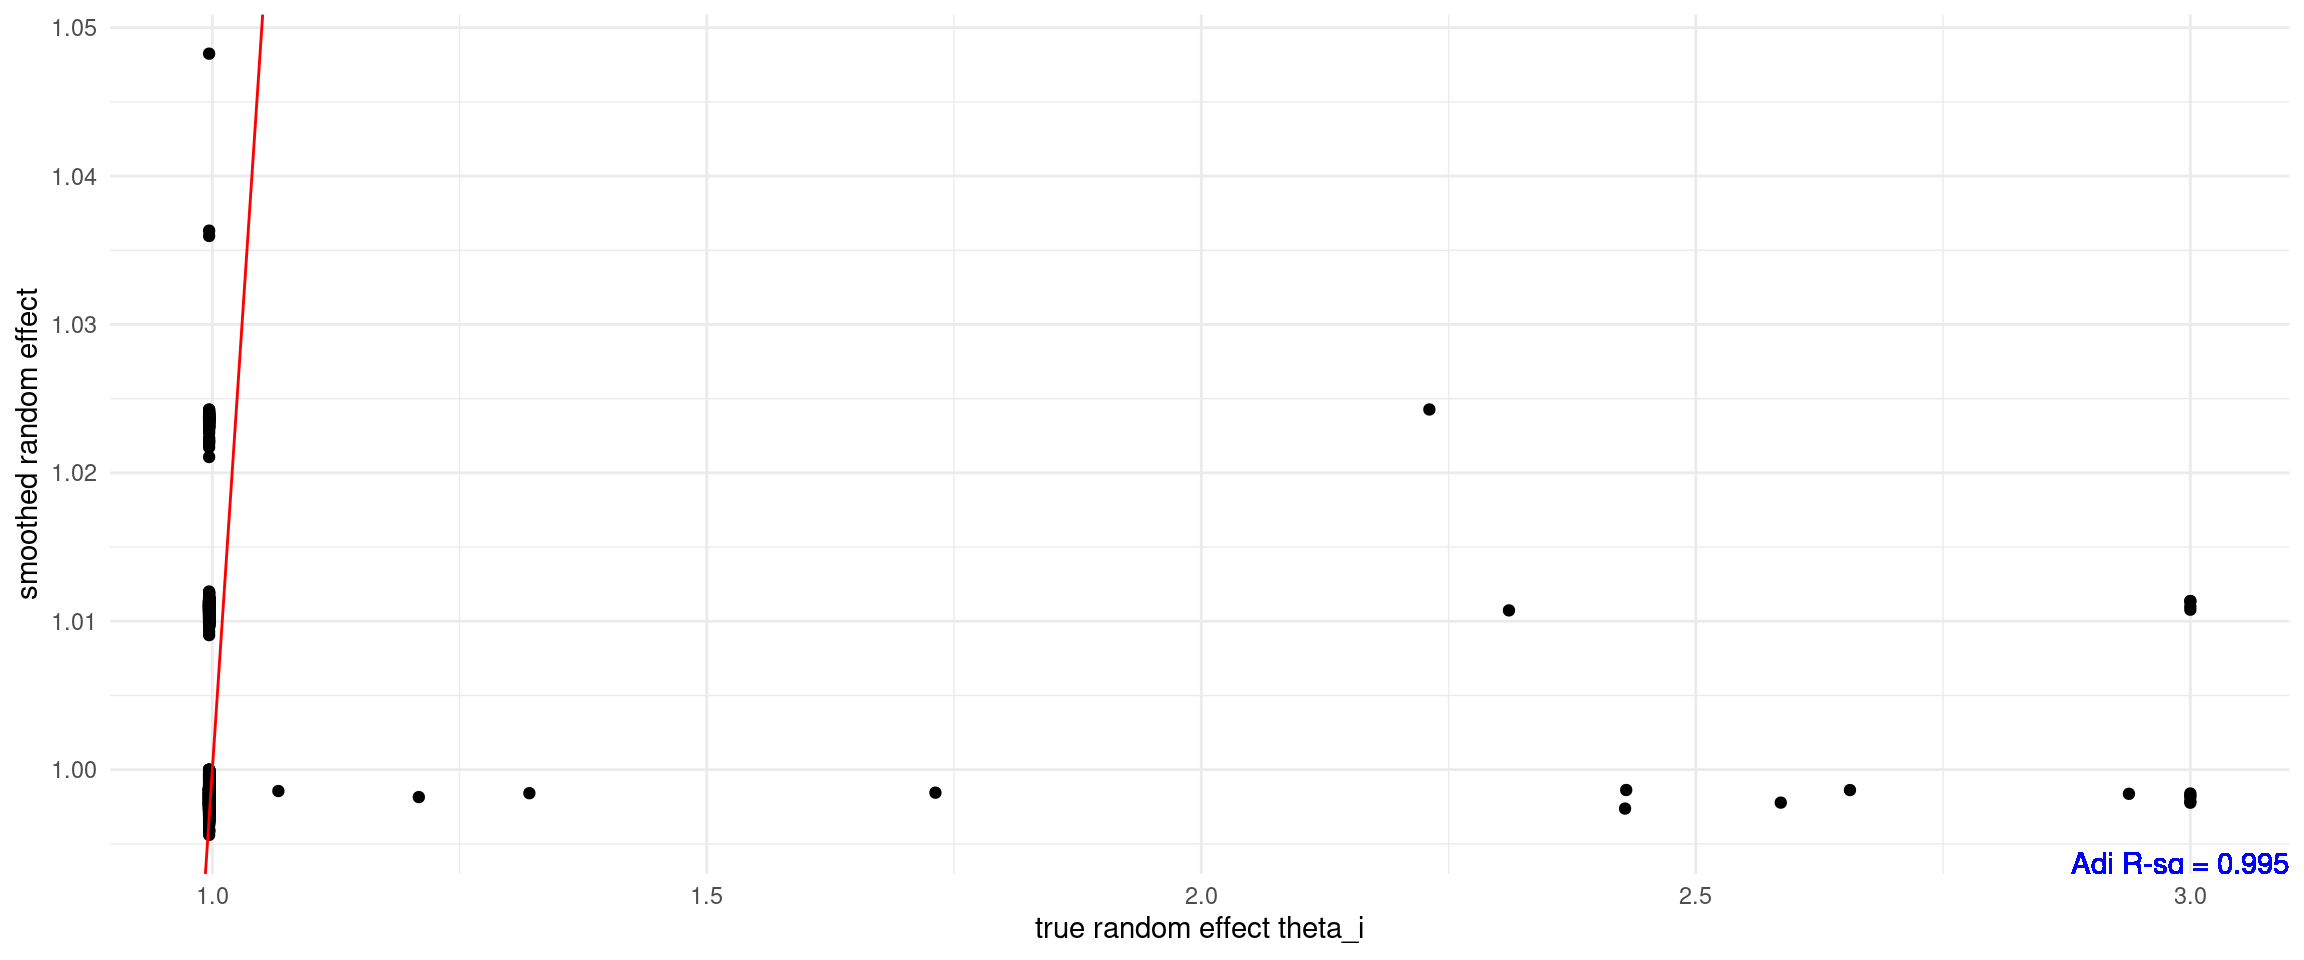 1.05
1.04
1.03
1.02
1.01
1.00
smoothed random effect
Adj R-sq = 0.995
1.0 1.5 2.0 2.5 3.0
true random effect theta_i